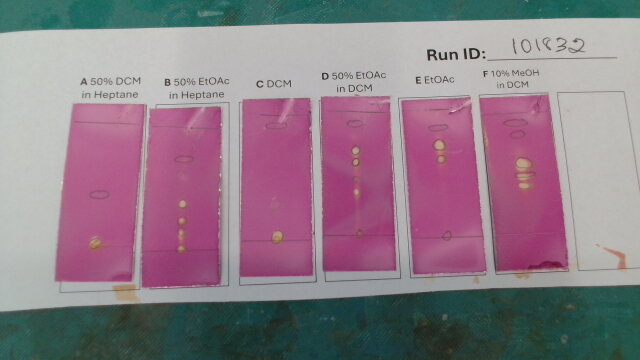 Run ID: 101832
A 50% DCM
in Heptane
B 50% EtOAc
in Heptane
C DCM
D 50% EtOAc
in DCM
E EtOAc
F 10% MeOH
in DCM